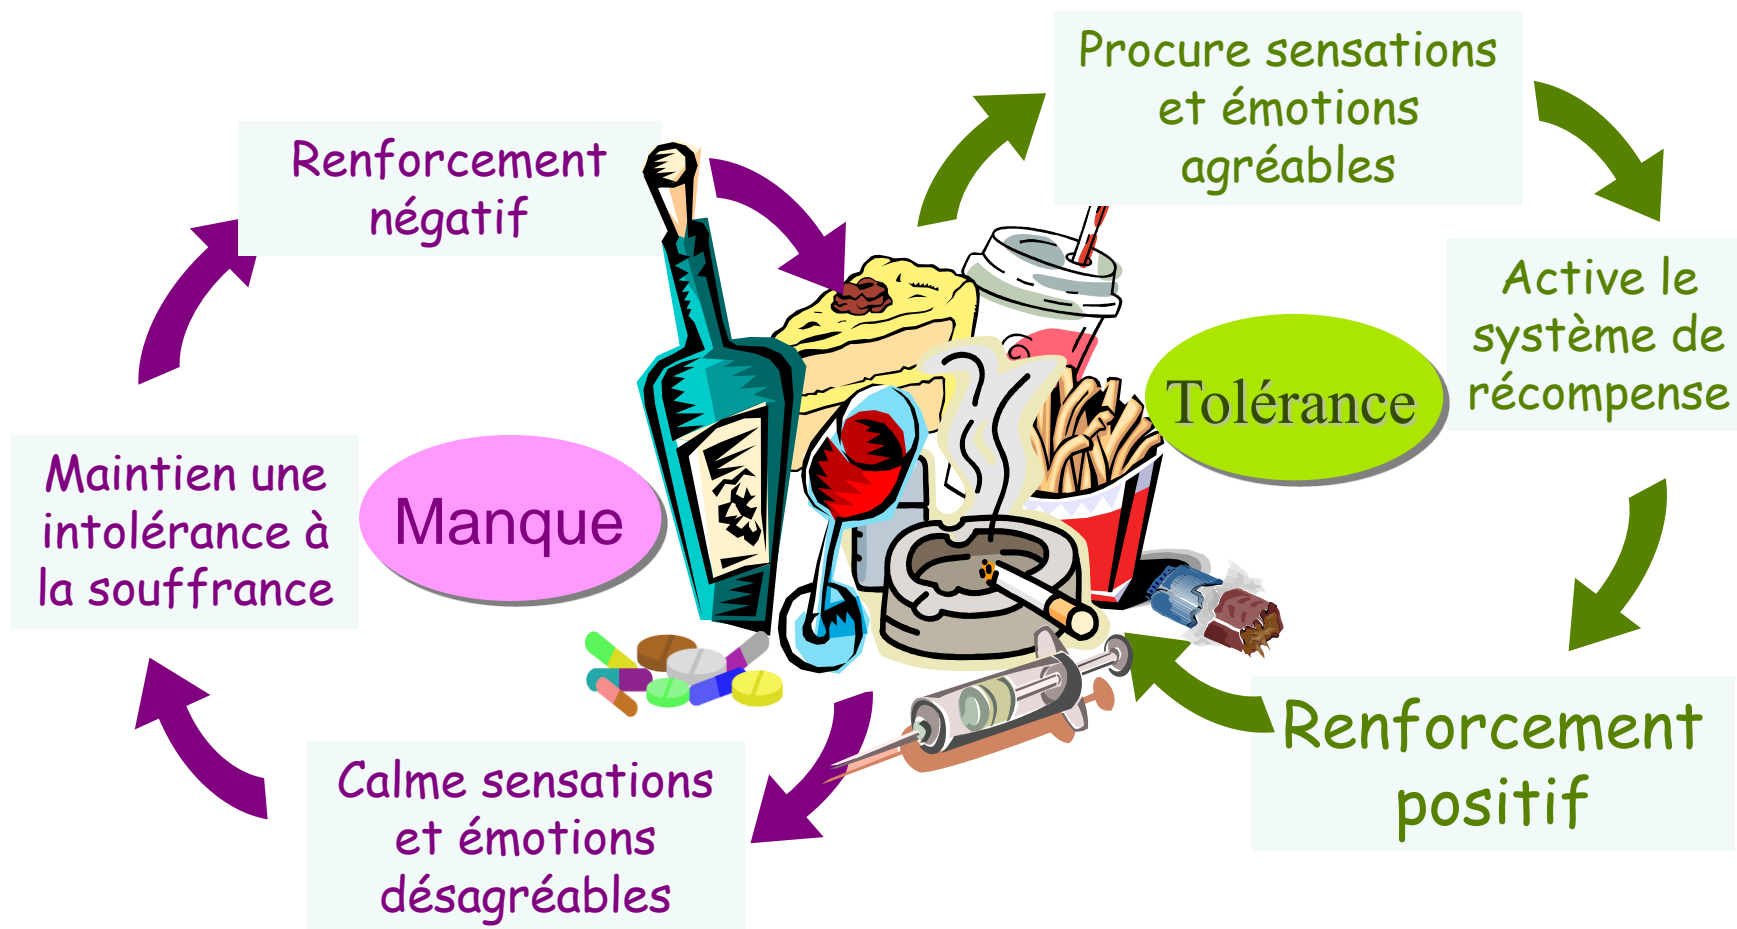 Procure sensations
et émotions
agréables
Active le
système de
récompense
Renforcement
positif
Tolérance
Renforcement
négatif
Manque
Maintien une
intolérance à
la souffrance
Calme sensations
et émotions
désagréables